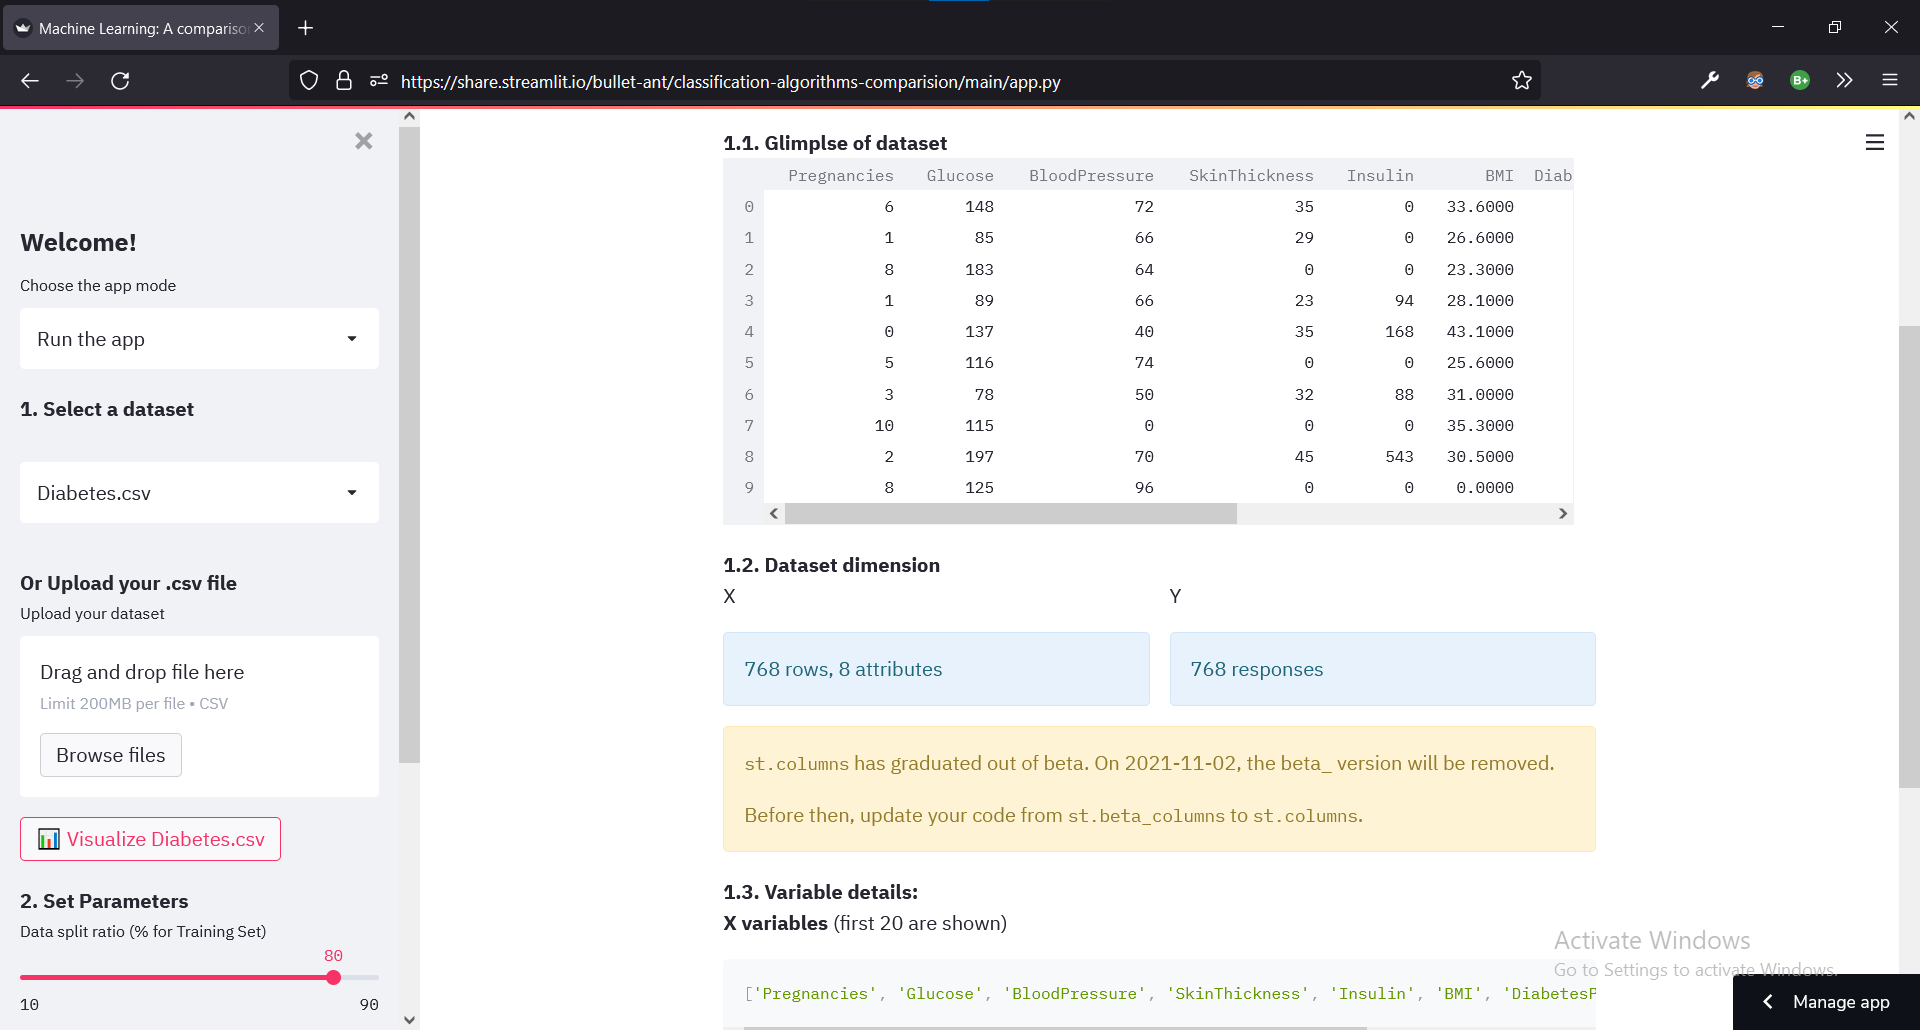 Machine Learning: A compariso
https://share.streamlit.io/bullet-ant/classification-algorithms-comparision/main/app.py
B+
Welcome!
Choose the app mode
Run the app
1. Select a dataset
Diabetes.csv
Or Upload your .csv file
Upload your dataset
Drag and drop file here
Limit 200MB per file • CSV
Browse files
Visualize Diabetes.csv
2. Set Parameters
Data split ratio (% for Training Set)
80
10 90
1.1. Glimplse of dataset
Pregnancies Glucose BloodPressure SkinThickness Insulin BMI Diab
0 6 148 72 35 0 33.6000
1 1 85 66 29 0 26.6000
2 8 183 64 0 0 23.3000
3 1 89 66 23 94 28.1000
4 0 137 40 35 168 43.1000
5 5 116 74 0 0 25.6000
6 3 78 50 32 88 31.0000
7 10 115 0 0 0 35.3000
8 2 197 70 45 543 30.5000
9 8 125 96 0 0 0.0000
1.2. Dataset dimension
X Y
768 rows, 8 attributes 768 responses
st.columns has graduated out of beta. On 2021-11-02, the beta_ version will be removed.
Before then, update your code from st.beta_columns to st.columns.
1.3. Variable details:
X variables (first 20 are shown)
['Pregnancies', 'Glucose', 'BloodPressure', 'SkinThickness', 'Insulin', 'BMI', 'DiabetesP
Activate Windows
Go to Settings to activate Windows.
Manage app